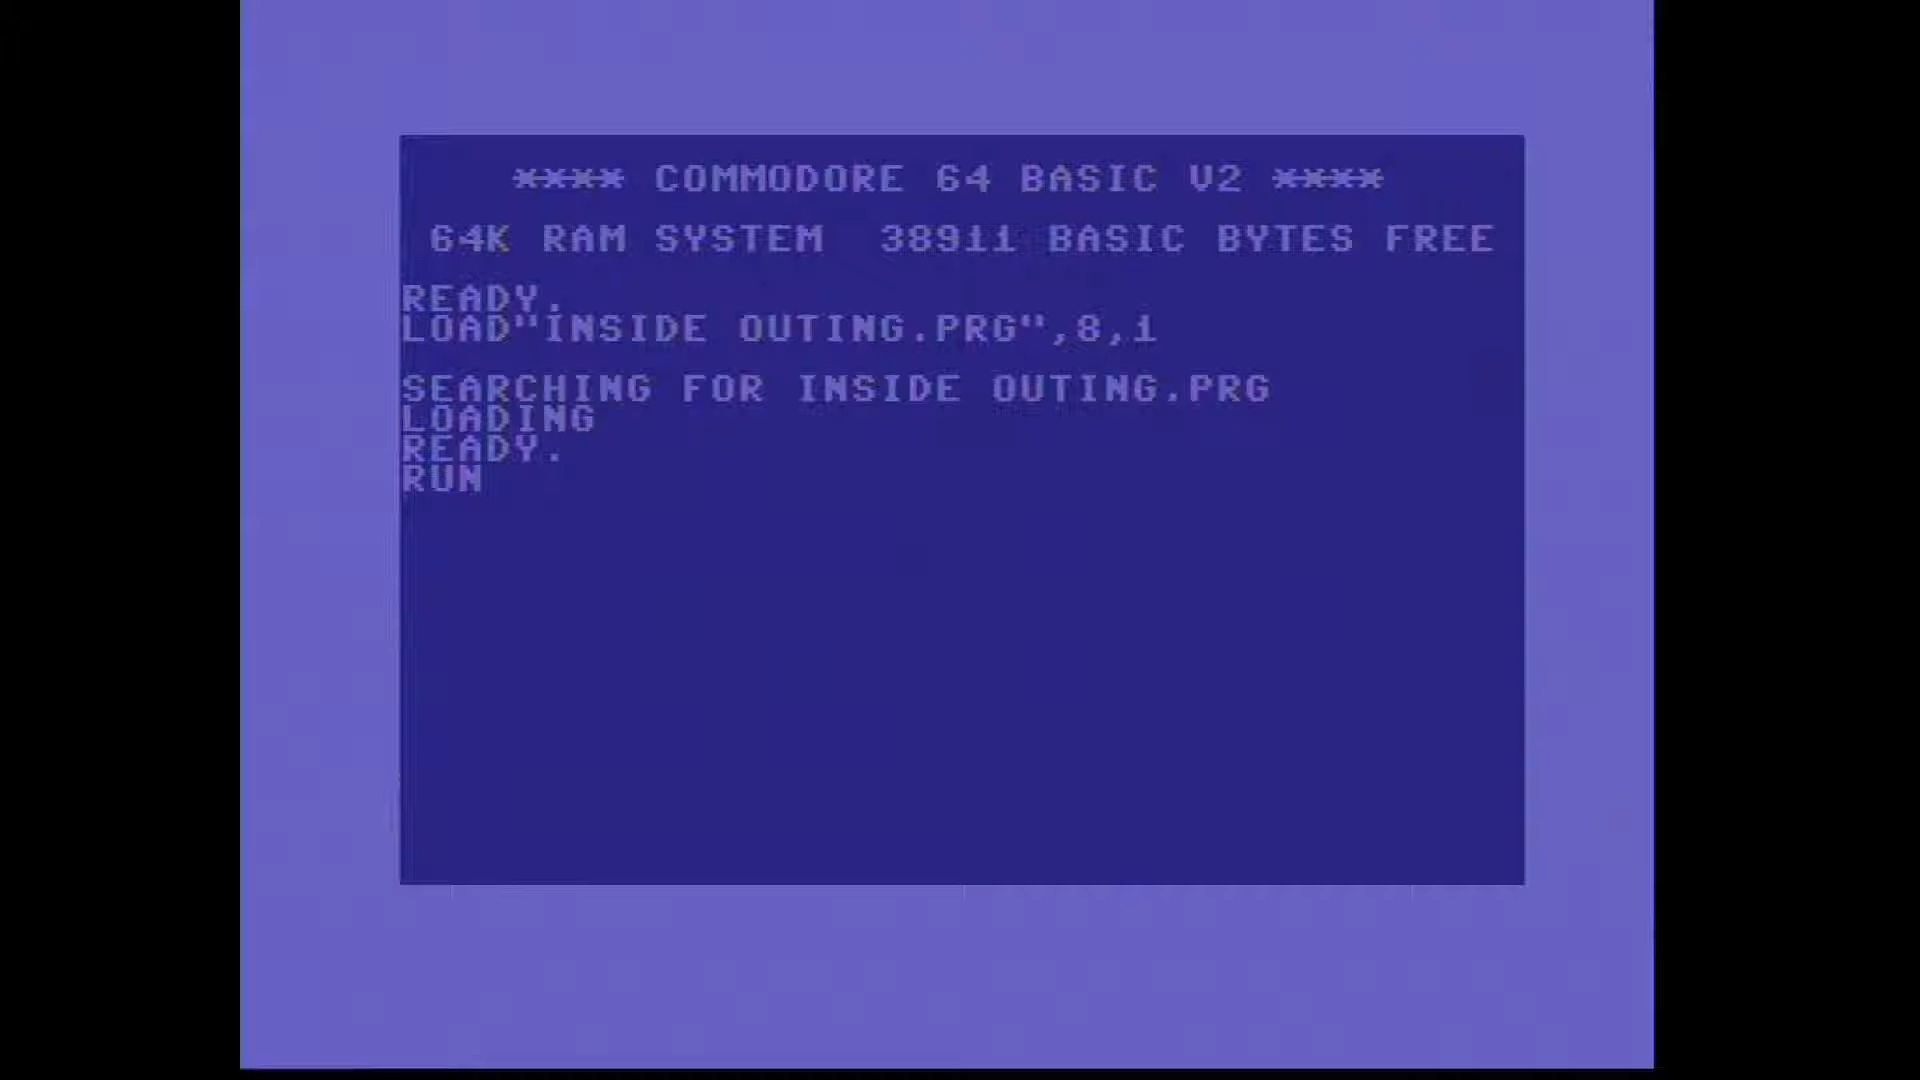 **** COMMODORE 64 BASIC V2 ****
64K RAM SYSTEM  38911 BASIC BYTES FREE
READY.
LOAD"INSIDE OUTING.PRG",8,1
SEARCHING FOR INSIDE OUTING.PRG
LOADING
READY.
RUN